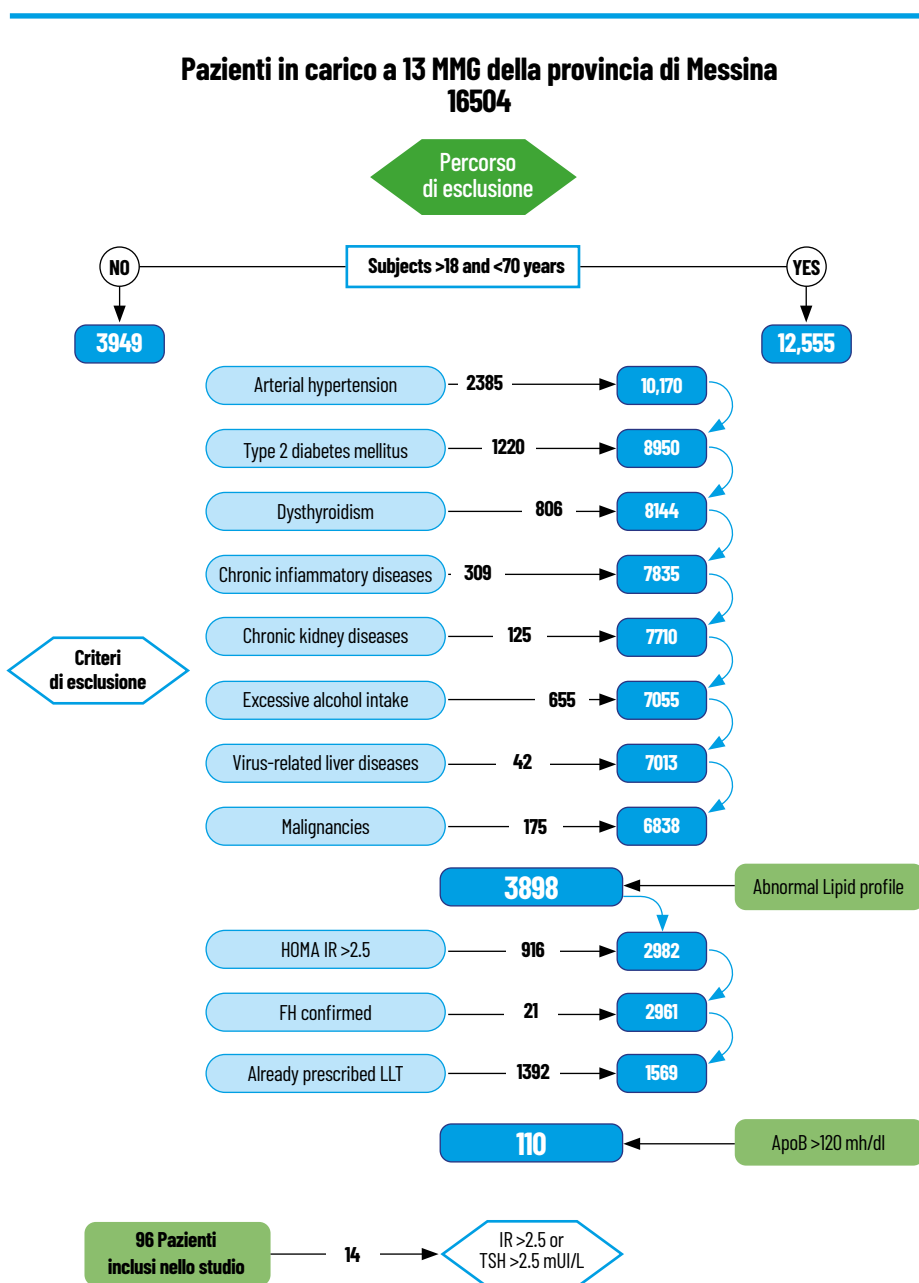 Pazienti in carico a 13 MMG della provincia di Messina
16504
Percorso
di esclusione
NO
Subjects >18 and <70 years
YES
3949
12,555
Arterial hypertension 2385 10,170
Type 2 diabetes mellitus 1220 8950
Dysthyroidism 806 8144
Chronic infiammatory diseases 309 7835
Chronic kidney diseases 125 7710
Criteri
di esclusione
Excessive alcohol intake 655 7055
Virus-related liver diseases 42 7013
Malignancies 175 6838
3898 Abnormal Lipid profile
HOMA IR >2.5 916 2982
FH confirmed 21 2961
Already prescribed LLT 1392 1569
110 ApoB >120 mh/dl
96 Pazienti
inclusi nello studio
14
IR >2.5 or
TSH >2.5 mUI/L